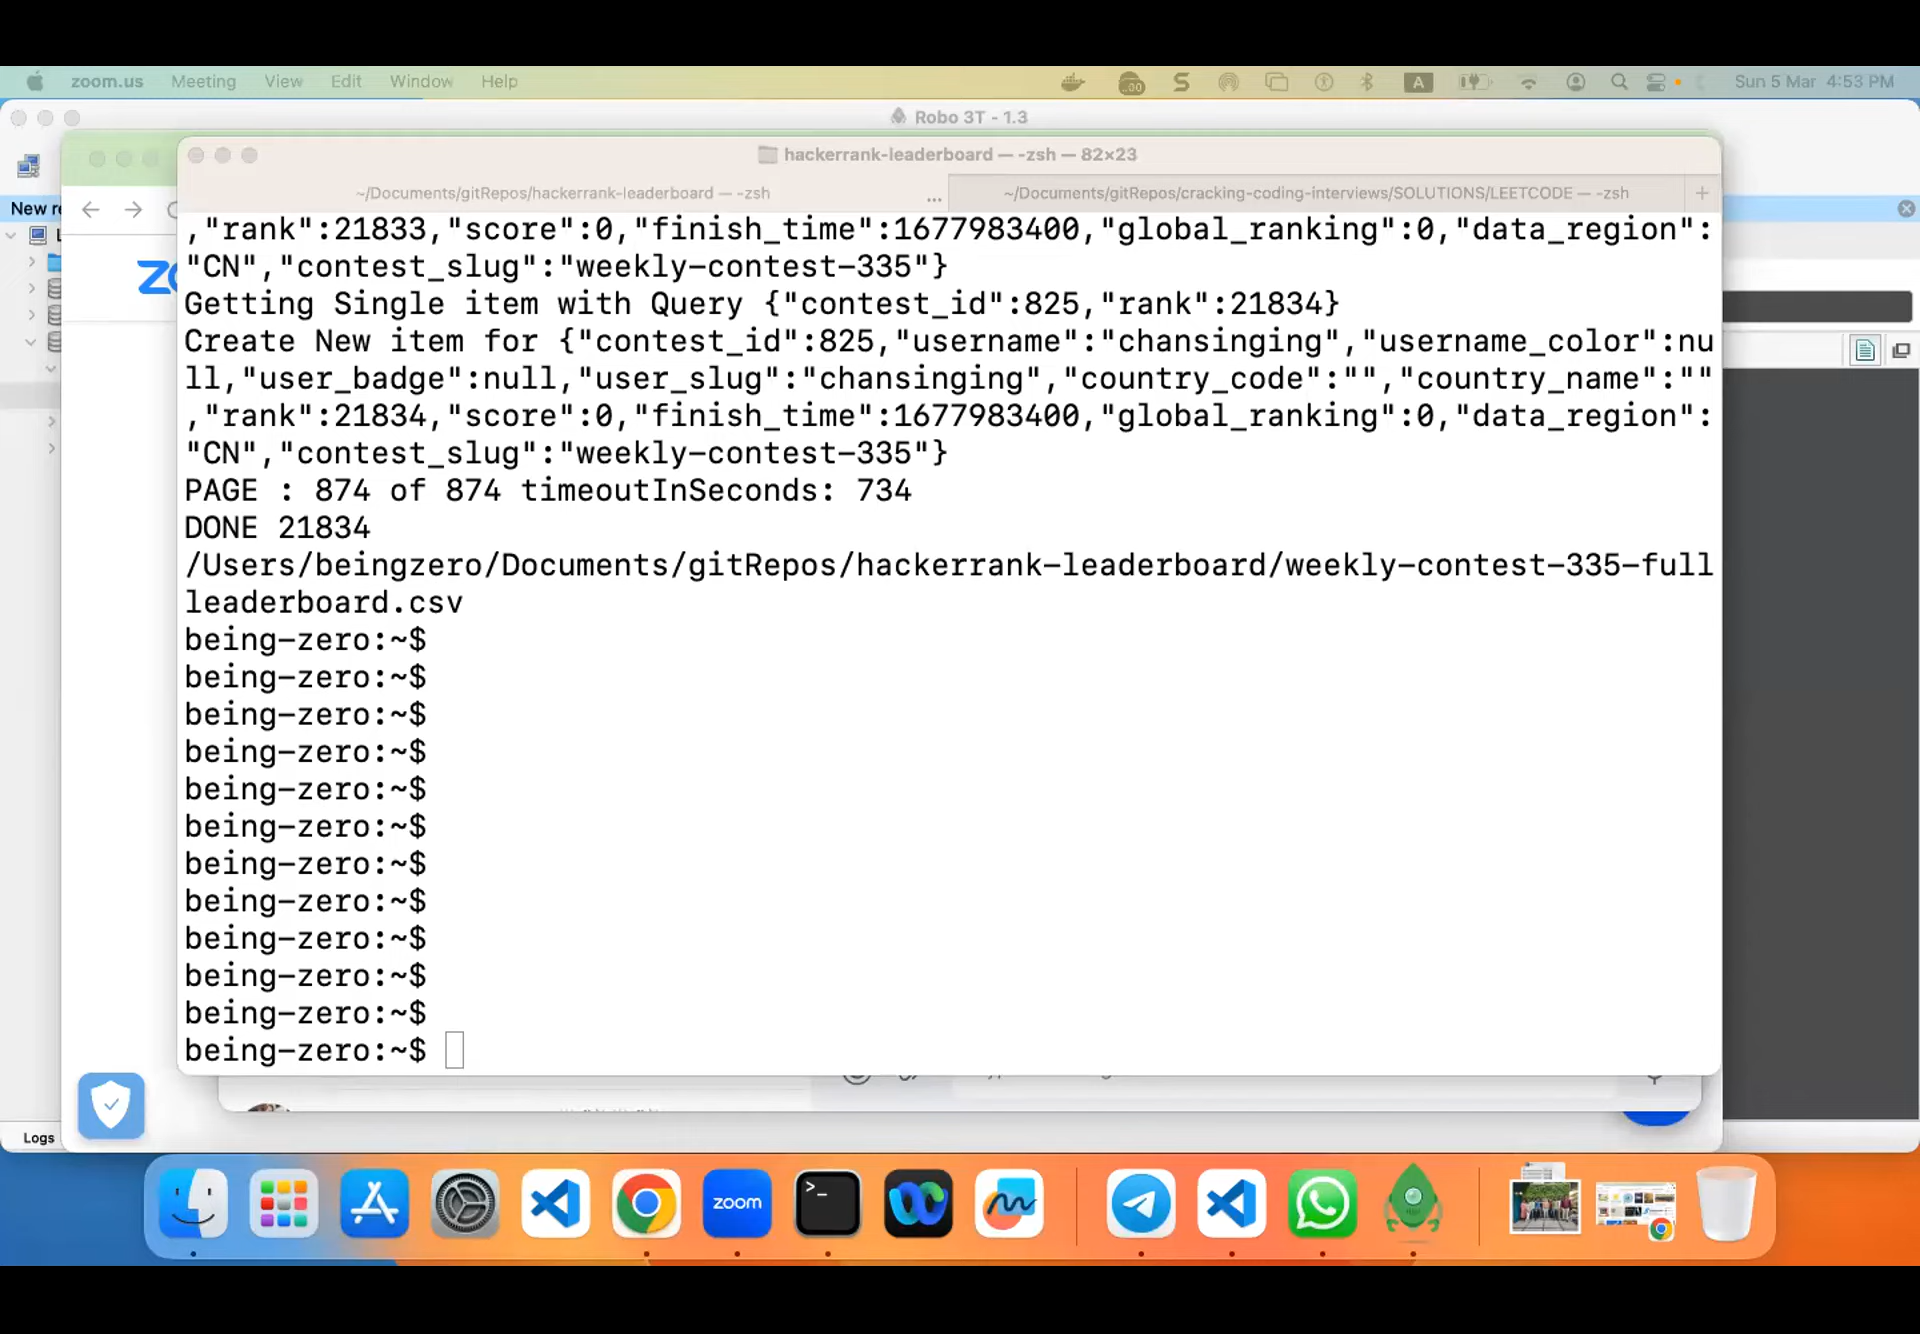 zoom.us Meeting View Edit Window Help A Sun 5 Mar 4:53 PM
Robo 3T - 1.3
hackerrank-leaderboard — -zsh — 82×23
~/Documents/gitRepos/hackerrank-leaderboard — -zsh ... ~/Documents/gitRepos/cracking-coding-interviews/SOLUTIONS/LEETCODE — -zsh +
New
,"rank":21833,"score":0,"finish_time":1677983400,"global_ranking":0,"data_region":
"CN","contest_slug":"weekly-contest-335"}
Getting Single item with Query {"contest_id":825,"rank":21834}
Create New item for {"contest_id":825,"username":"chansinging","username_color":nu
ll,"user_badge":null,"user_slug":"chansinging","country_code":"","country_name":""
,"rank":21834,"score":0,"finish_time":1677983400,"global_ranking":0,"data_region":
"CN","contest_slug":"weekly-contest-335"}
PAGE : 874 of 874 timeoutInSeconds: 734
DONE 21834
/Users/beingzero/Documents/gitRepos/hackerrank-leaderboard/weekly-contest-335-full
leaderboard.csv
being-zero:~$
being-zero:~$
being-zero:~$
being-zero:~$
being-zero:~$
being-zero:~$
being-zero:~$
being-zero:~$
being-zero:~$
being-zero:~$
being-zero:~$
being-zero:~$
Logs
zoom